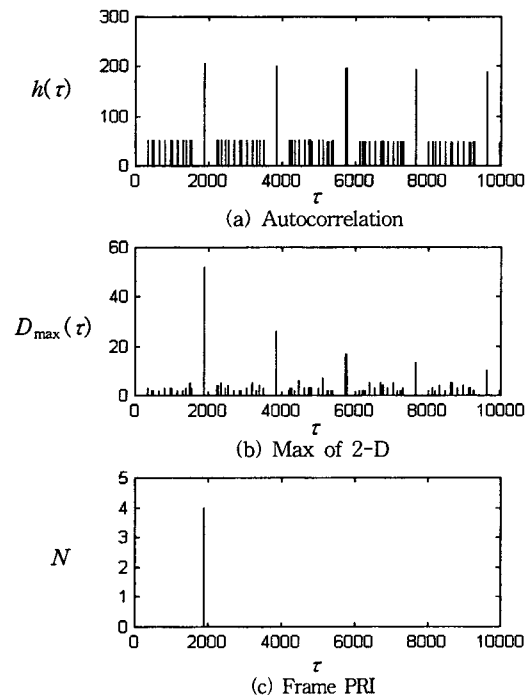 300
200
h(τ)
100
0
0 2000 4000 6000 8000 10000
τ
(a) Autocorrelation
60
40
D_max(τ)
20
0
0 2000 4000 6000 8000 10000
τ
(b) Max of 2-D
5
4
3
N
2
1
0
0 2000 4000 6000 8000 10000
τ
(c) Frame PRI